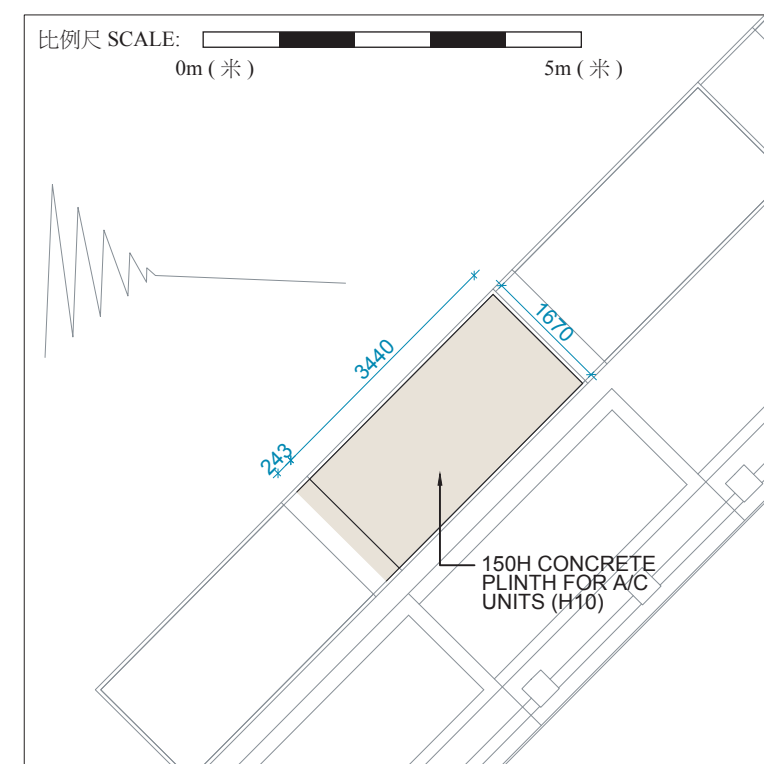 比例尺 SCALE:
0m ( 米 )
5m ( 米 )
1670
3440
243
150H CONCRETE
PLINTH FOR A/C
UNITS (H10)